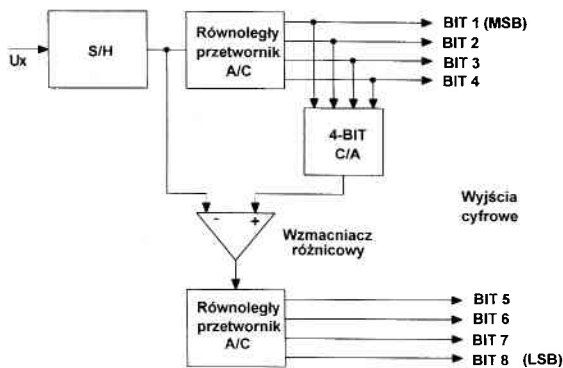 Ux
S/H
Równoległy
przetwornik
A/C
BIT 1 (MSB)
BIT 2
BIT 3
BIT 4
4-BIT
C/A
Wyjścia
cyfrowe
- +
Wzmacniacz
różnicowy
Równoległy
przetwornik
A/C
BIT 5
BIT 6
BIT 7
BIT 8 (LSB)